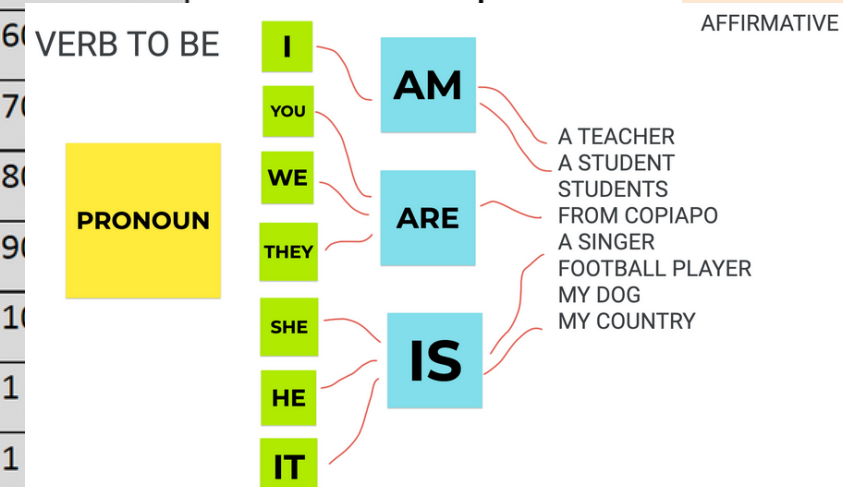 AFFIRMATIVE
VERB TO BE
I
YOU
WE
THEY
SHE
HE
IT
PRONOUN
AM
ARE
IS
A TEACHER
A STUDENT
STUDENTS
FROM COPIAPO
A SINGER
FOOTBALL PLAYER
MY DOG
MY COUNTRY